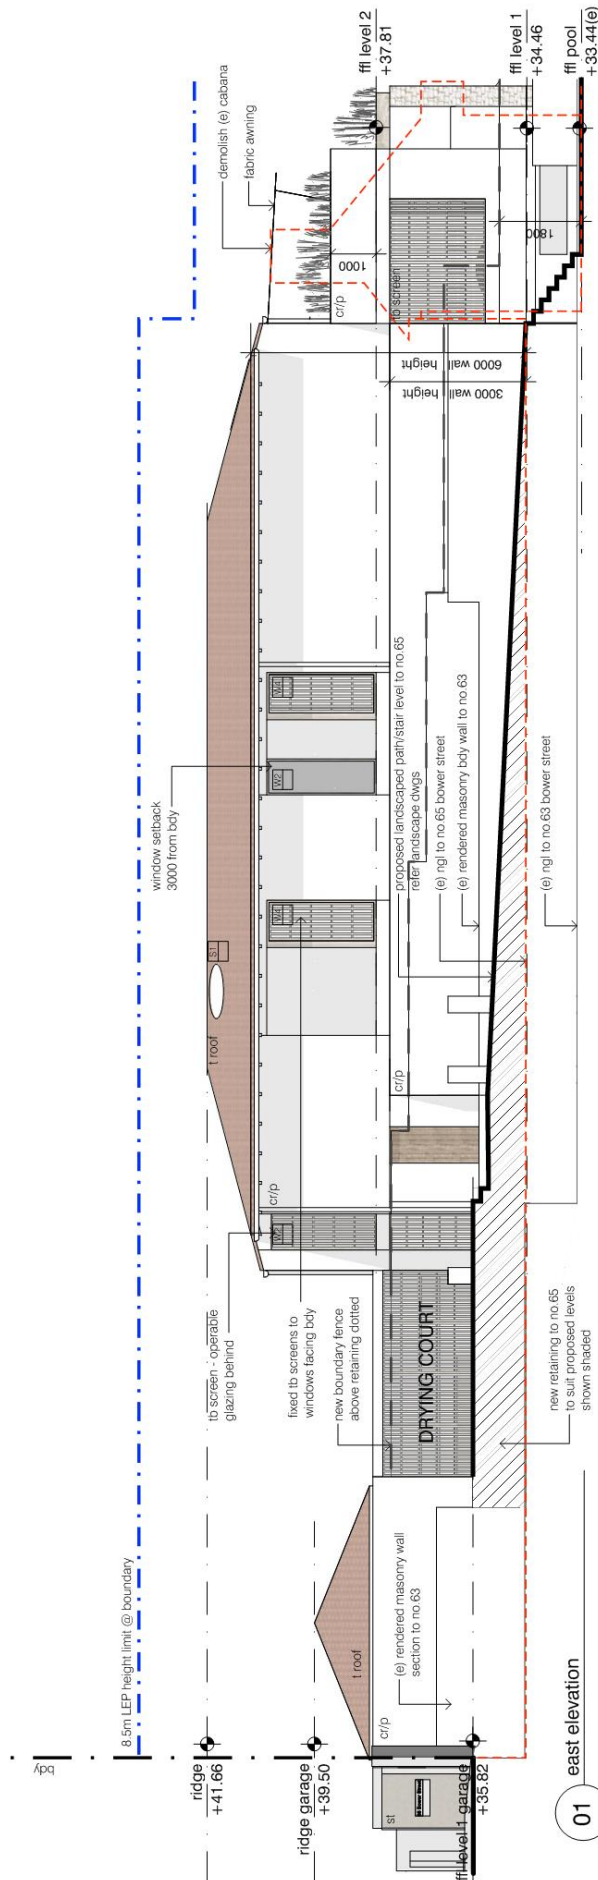 bdy
8.5m LEP height limit @ boundary
ridge
+41.66
ridge garage
+39.50
ffl level 1 garage
+35.82
st
cr/p
t roof
(e) rendered masonry wall
section to no.63
tb screen - operable
glazing behind
fixed tb screens to
windows facing bdy
new boundary fence
above retaining dotted
DRYING COURT
new retaining to no.65
to suit proposed levels
shown shaded
cr/p
W2
t roof
S1
W4
W2
W4
window setback
3000 from bdy
cr/p
proposed landscaped path/stair level to no.65
refer landscape dwgs
(e) ngl to no.65 bower street
(e) rendered masonry bdy wall to no.63
(e) ngl to no.63 bower street
3000 wall height
6000 wall height
cr/p
1000
tb screen
1800
demolish (e) cabana
fabric awning
ffl level 2
+37.81
ffl level 1
+34.46
ffl pool
+33.44(e)
01
east elevation